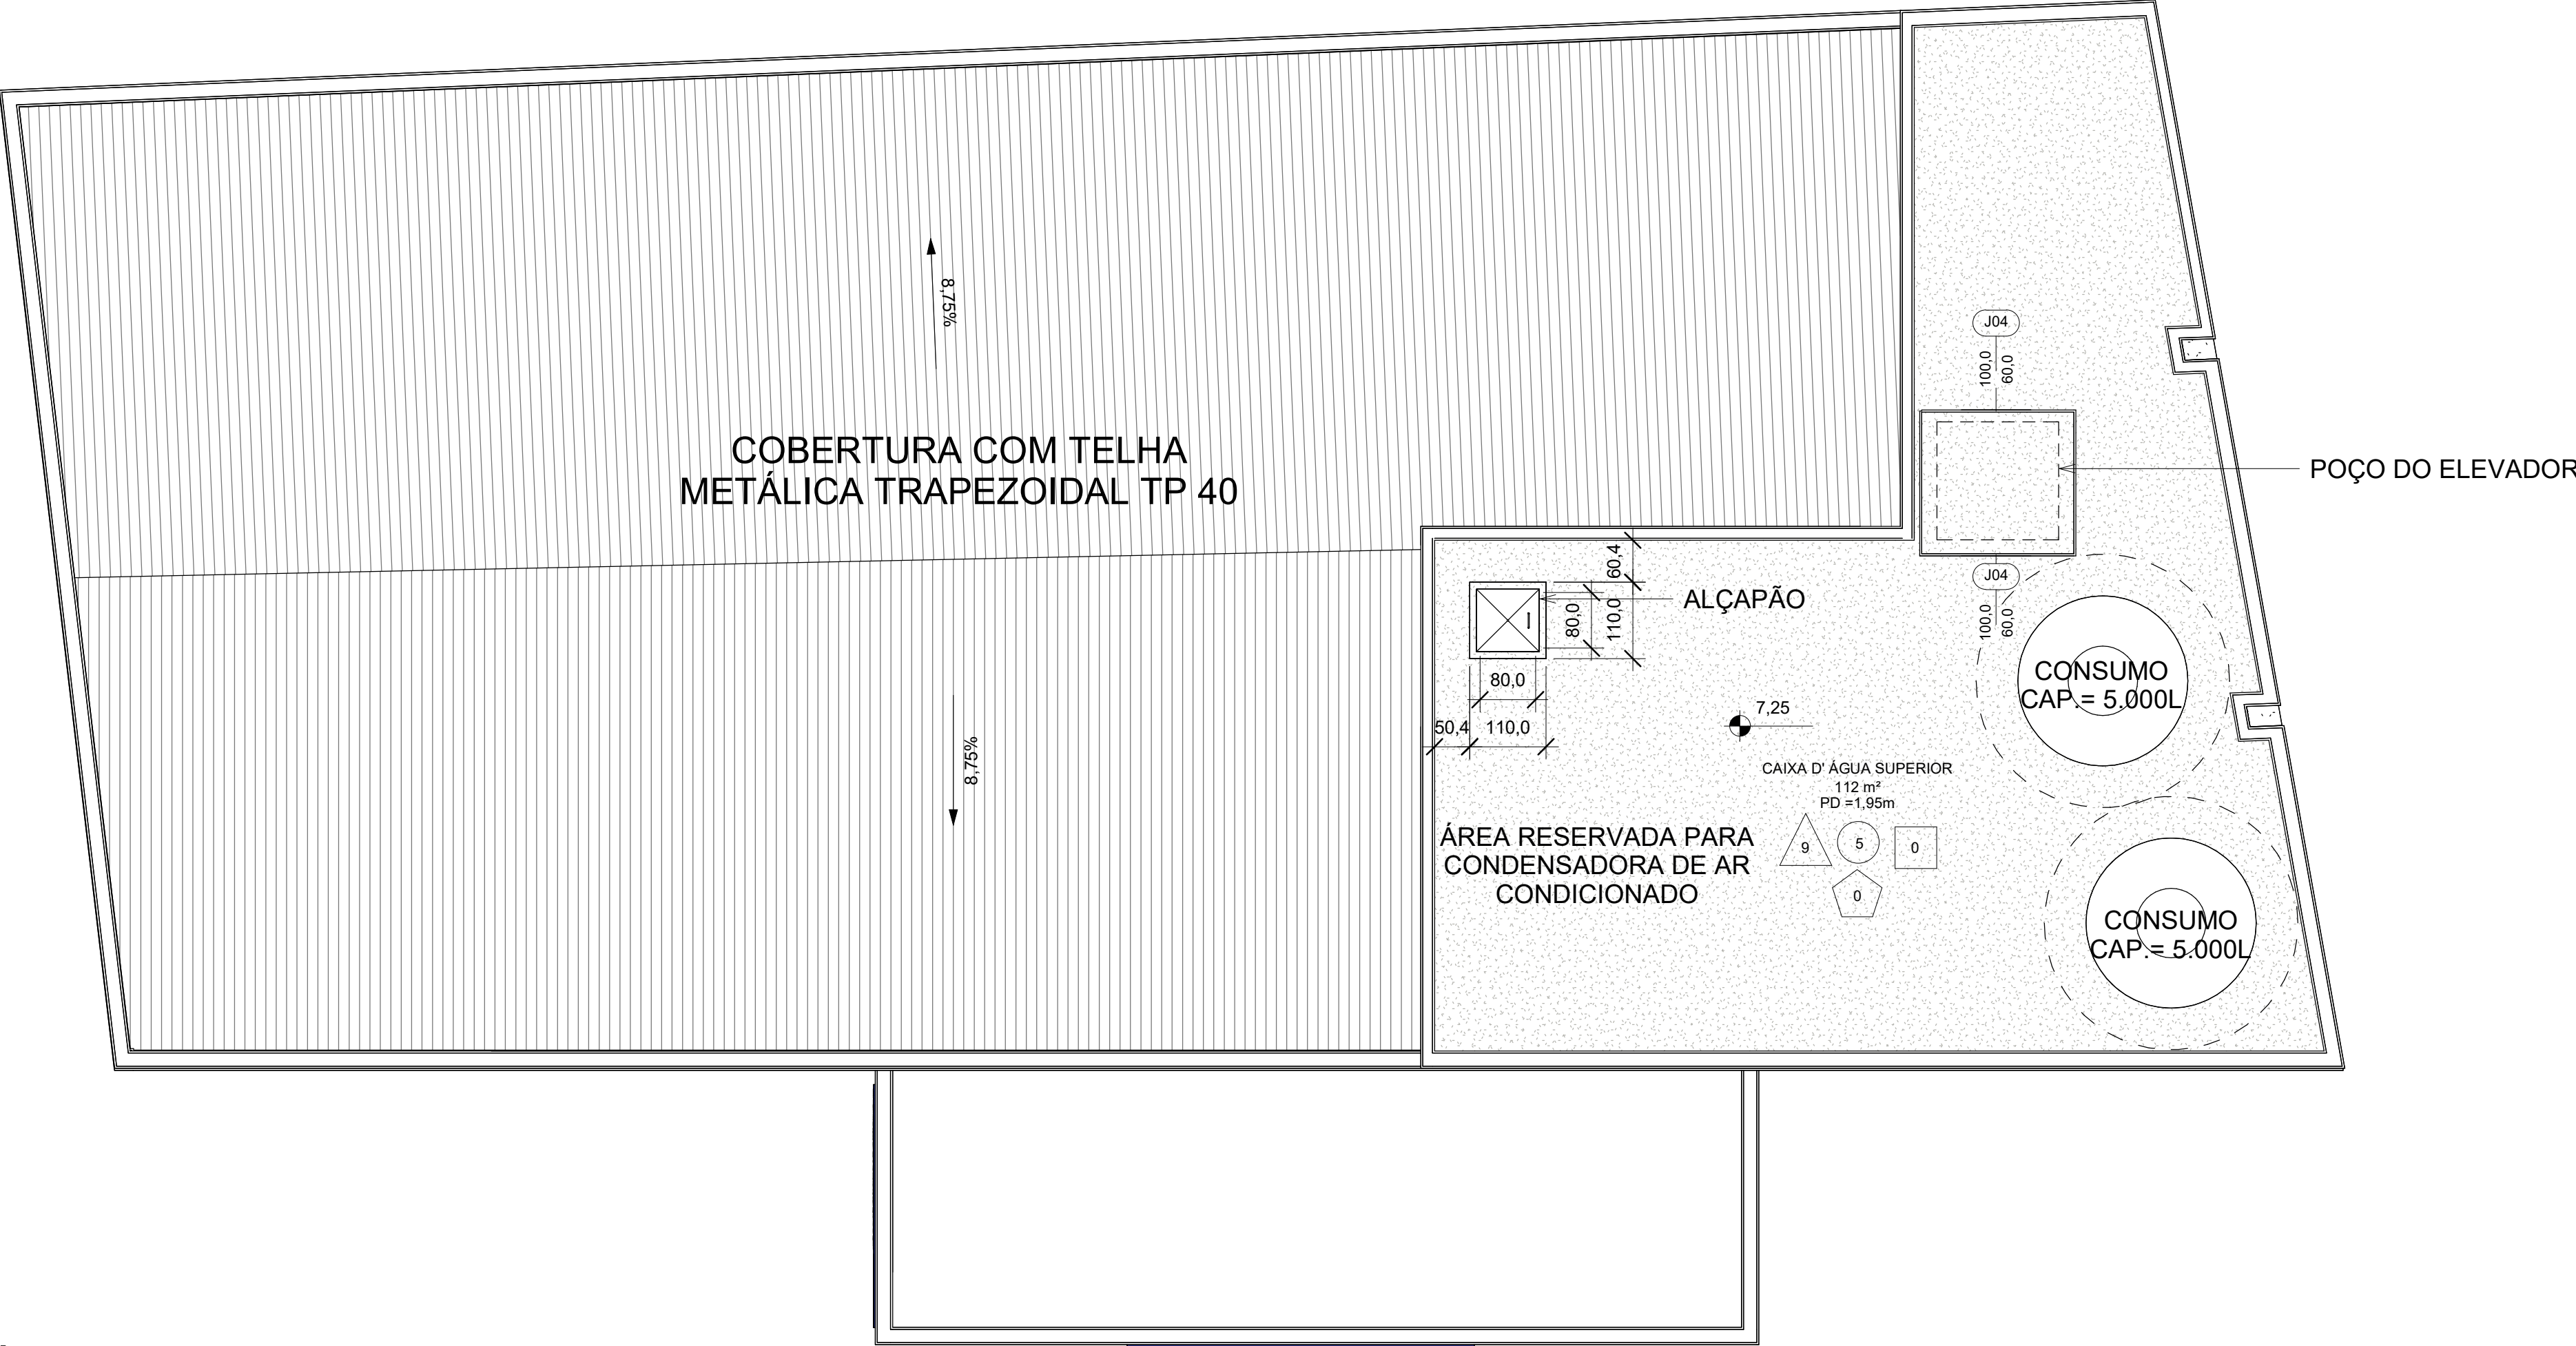 8,75%
COBERTURA COM TELHA
METÁLICA TRAPEZOIDAL TP 40
8,75%
J04
100,0
60,0
POÇO DO ELEVADOR
J04
100,0
60,0
60,4
80,0
110,0
ALÇAPÃO
80,0
50,4
110,0
7,25
CONSUMO
CAP.= 5.000L
CAIXA D' ÁGUA SUPERIOR
112 m²
PD =1,95m
ÁREA RESERVADA PARA
CONDENSADORA DE AR
CONDICIONADO
9
5
0
0
CONSUMO
CAP.= 5.000L